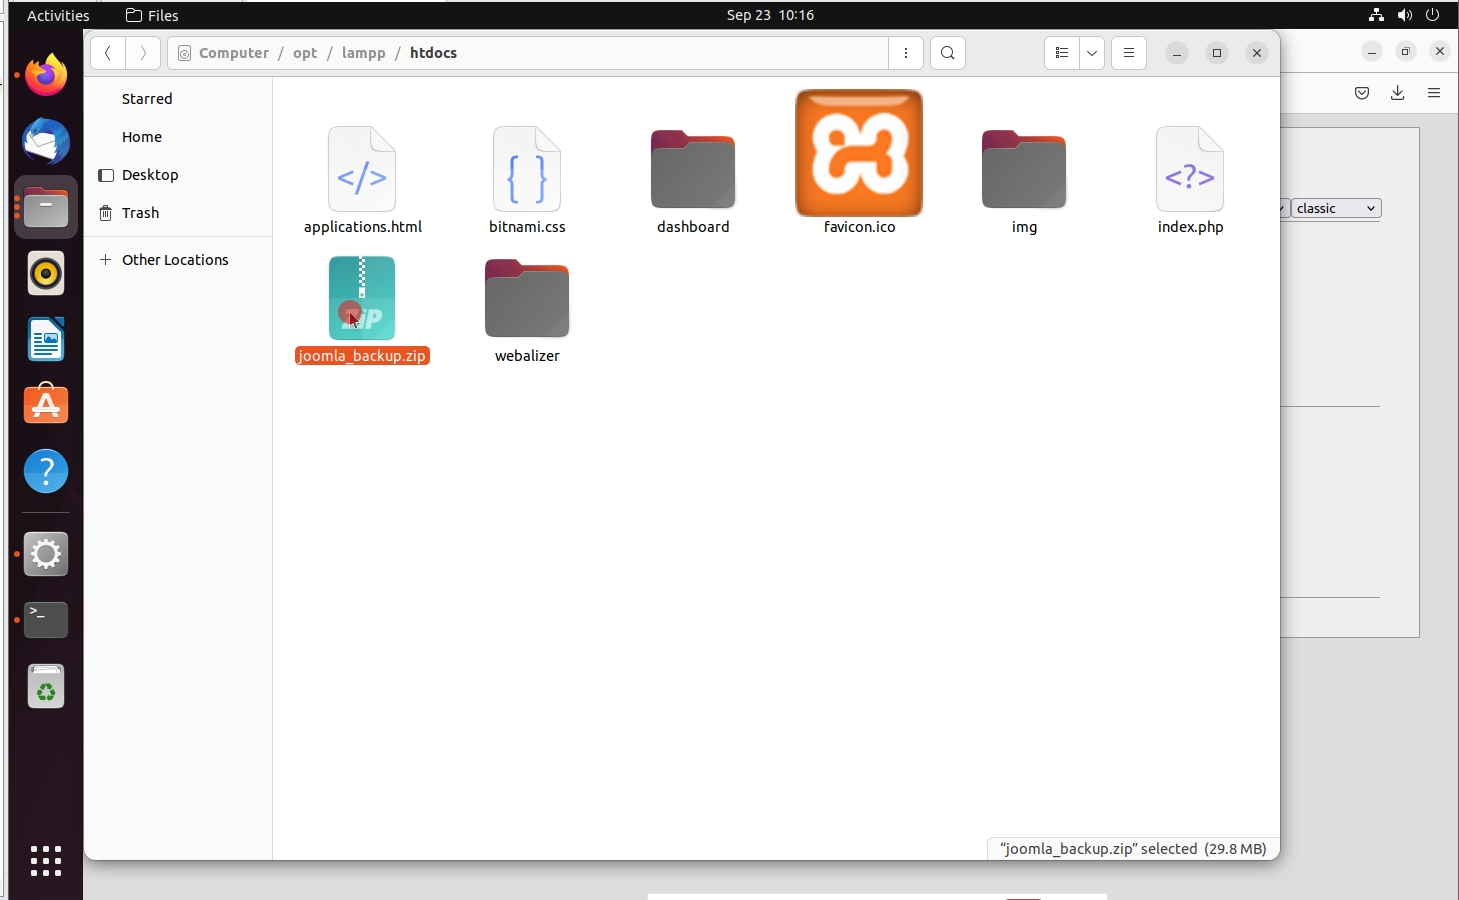 Activities
Files
Sep 23 10:16
Computer / opt / lampp / htdocs
Starred
Home
Desktop
Trash
Other Locations
</>
applications.html
{ }
bitnami.css
dashboard
favicon.ico
img
<?>
index.php
ZIP
joomla_backup.zip
webalizer
classic
>_
?
“joomla_backup.zip” selected (29.8 MB)